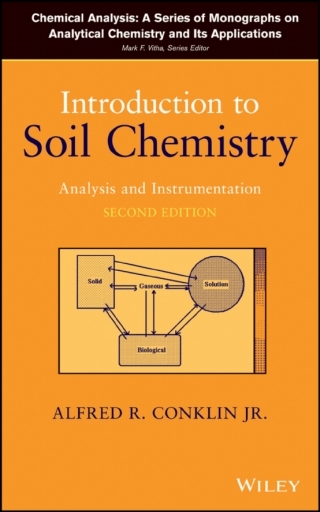 Chemical Analysis: A Series of Monographs on
Analytical Chemistry and Its Applications
Mark F. Vitha, Series Editor
Introduction to
Soil Chemistry
Analysis and Instrumentation
SECOND EDITION
Solid
Gaseous
Solution
Biological
ALFRED R. CONKLIN JR.
WILEY